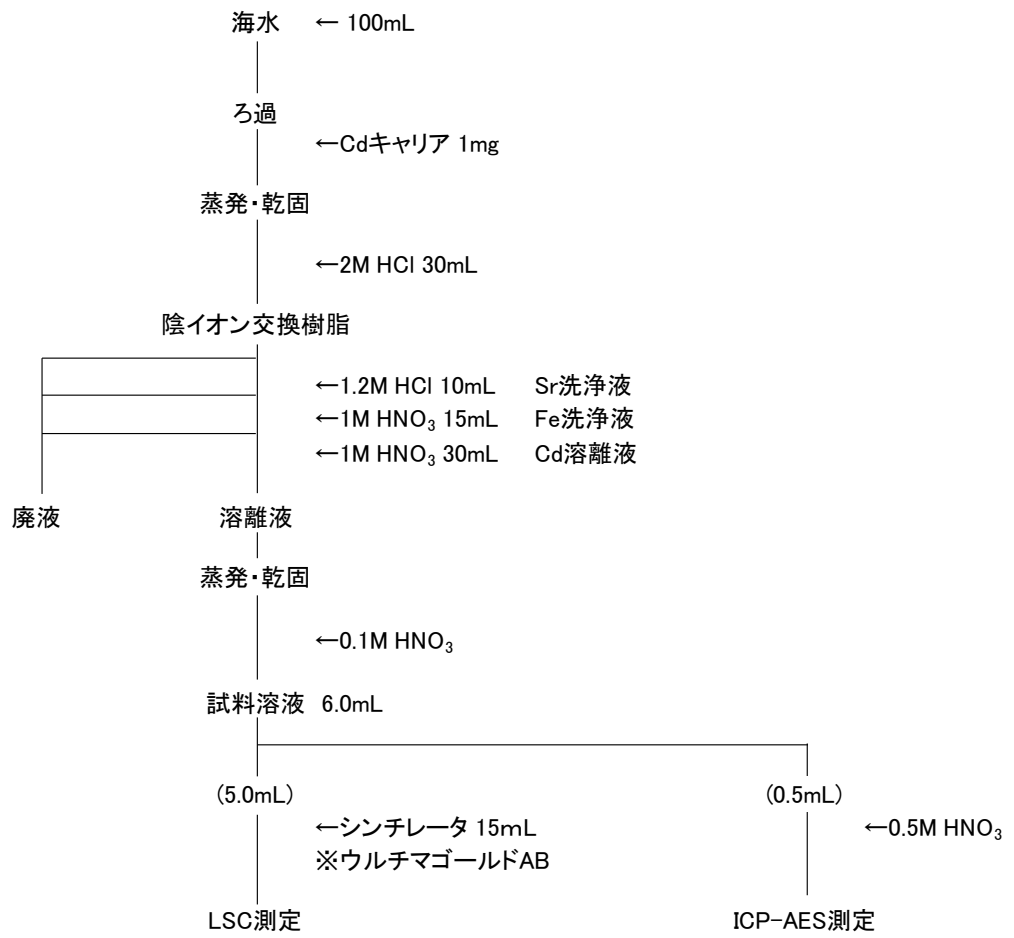 海水 ← 100mL
ろ過
←Cdキャリア 1mg
蒸発・乾固
←2M HCl 30mL
陰イオン交換樹脂
←1.2M HCl 10mL Sr洗浄液
←1M HNO₃ 15mL Fe洗浄液
←1M HNO₃ 30mL Cd溶離液
廃液 溶離液
蒸発・乾固
←0.1M HNO₃
試料溶液 6.0mL
(5.0mL) (0.5mL)
←シンチレータ 15mL ←0.5M HNO₃
※ウルチマゴールドAB
LSC測定 ICP-AES測定